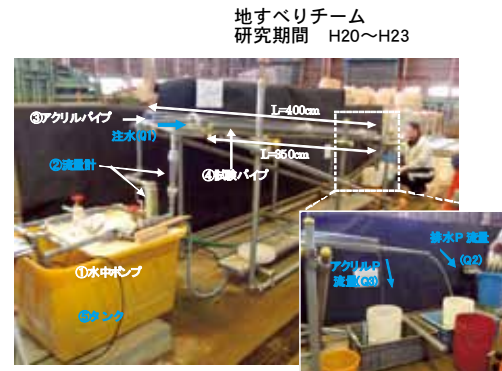 地すべりチーム
研究期間 H20～H23
L=400cm
③アクリルパイプ
注水(Q1)
L=350cm
②流量計
④試験パイプ
①水中ポンプ
⑤タンク
排水P 流量
(Q2)
アクリルP
流量(Q3)